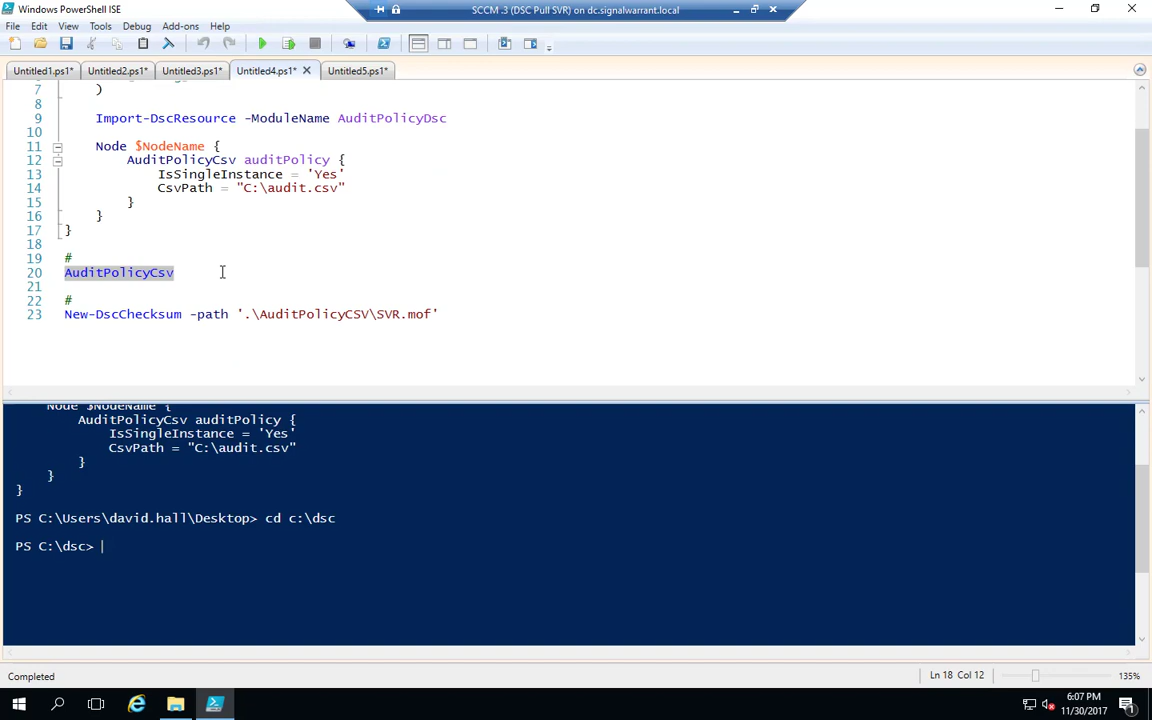 Windows PowerShell ISE
SCCM .3 (DSC Pull SVR) on dc.signalwarrant.local
File Edit View Tools Debug Add-ons Help
Untitled1.ps1* Untitled2.ps1* Untitled3.ps1* Untitled4.ps1* X Untitled5.ps1*
7 )
8
9 Import-DscResource -ModuleName AuditPolicyDsc
10
11 Node $NodeName {
12 AuditPolicyCsv auditPolicy {
13 IsSingleInstance = 'Yes'
14 CsvPath = "C:\audit.csv"
15 }
16 }
17 }
18
19 #
20 AuditPolicyCsv
21
22 #
23 New-DscChecksum -path '.\AuditPolicyCSV\SVR.mof'
Node $NodeName {
AuditPolicyCsv auditPolicy {
IsSingleInstance = 'Yes'
CsvPath = "C:\audit.csv"
}
}
}
PS C:\Users\david.hall\Desktop> cd c:\dsc
PS C:\dsc>
Completed
Ln 18 Col 12
135%
6:07 PM
11/30/2017
1